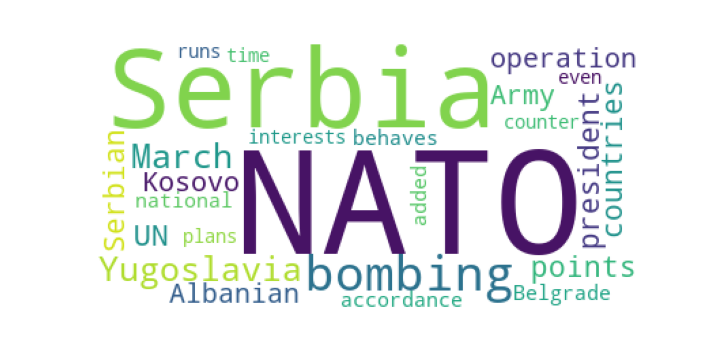 runs
time
Serbia
operation
even
Army
president
countries
counter
Serbian
March
interests
behaves
NATO
Kosovo
added
national
UN
plans
Yugoslavia
bombing
points
Albanian
accordance
Belgrade